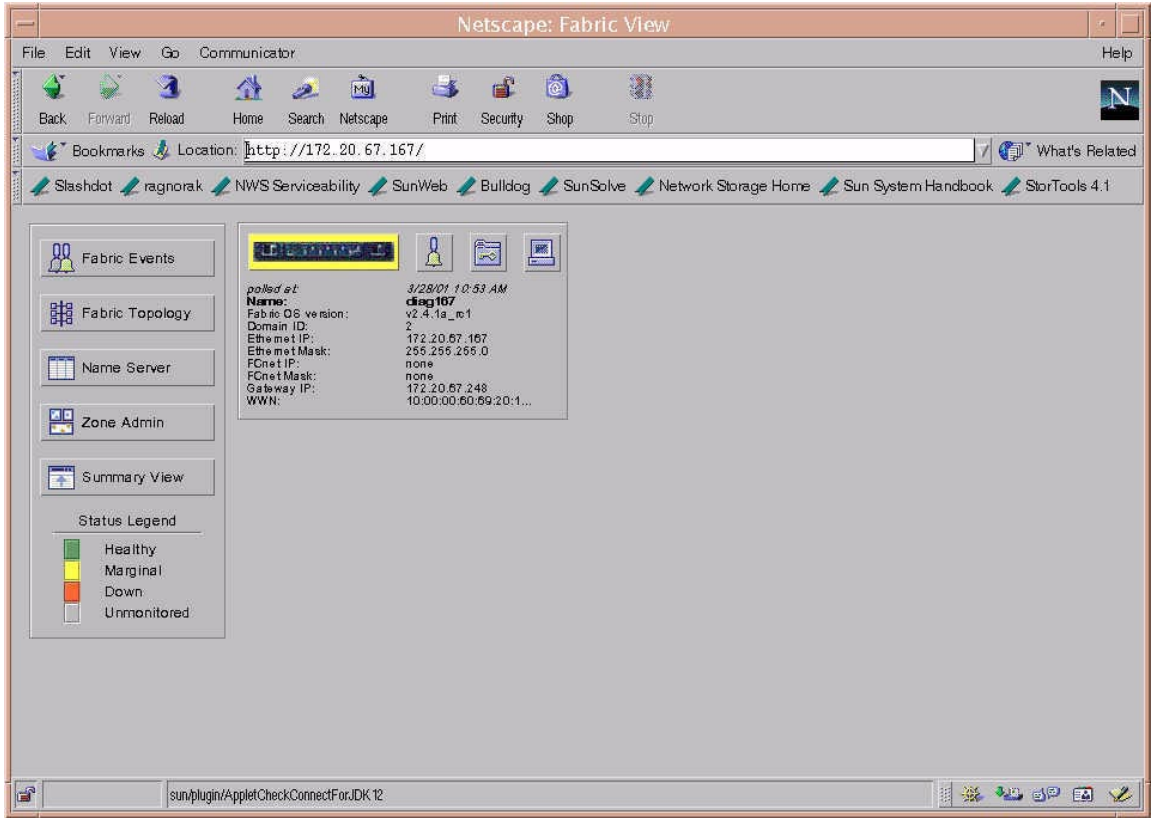 Netscape: Fabric View
File Edit View Go Communicator Help
Back Forward Reload Home Search Netscape Print Security Shop Stop
My
N
Bookmarks Location: http://172.20.67.167/ What's Related
Slashdot ragnorak NWS Serviceability SunWeb Bulldog SunSolve Network Storage Home Sun System Handbook StorTools 4.1
Fabric Events
Fabric Topology
Name Server
Zone Admin
Summary View
Status Legend
Healthy
Marginal
Down
Unmonitored
polled at: 3/28/01 10:53 AM
Name: diag167
Fabric OS version: v2.4.1a_rc1
Domain ID: 2
Ethernet IP: 172.20.67.167
Ethernet Mask: 255.255.255.0
FCnet IP: none
FCnet Mask: none
Gateway IP: 172.20.67.248
WWN: 10:00:00:60:69:20:1...
sun/plugin/AppletCheckConnectForJDK12